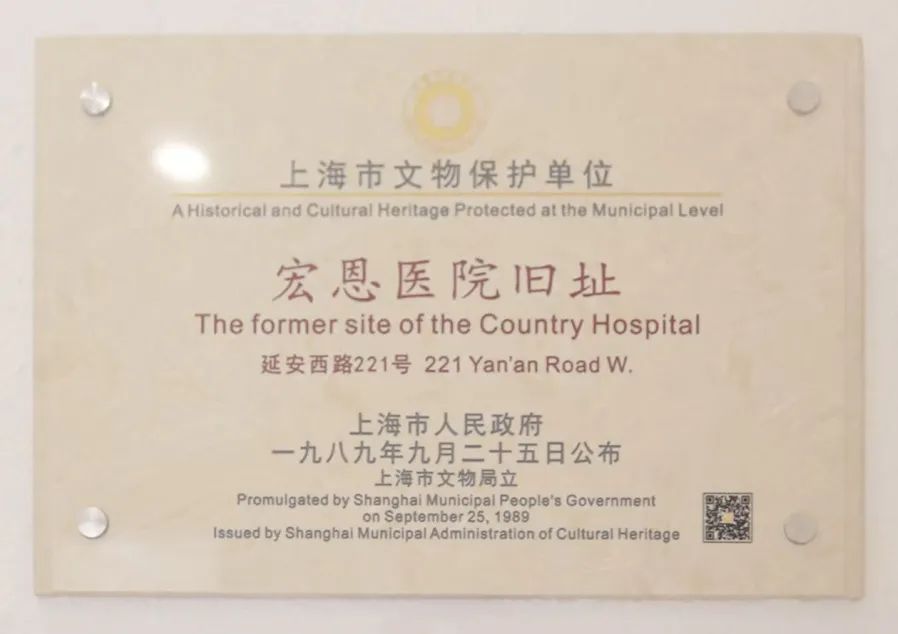 上海市文物保护单位
A Historical and Cultural Heritage Protected at the Municipal Level
宏恩医院旧址
The former site of the Country Hospital
延安西路221号 221 Yan'an Road W.
上海市人民政府
一九八九年九月二十五日公布
上海市文物局立
Promulgated by Shanghai Municipal People's Government
on September 25, 1989
Issued by Shanghai Municipal Administration of Cultural Heritage